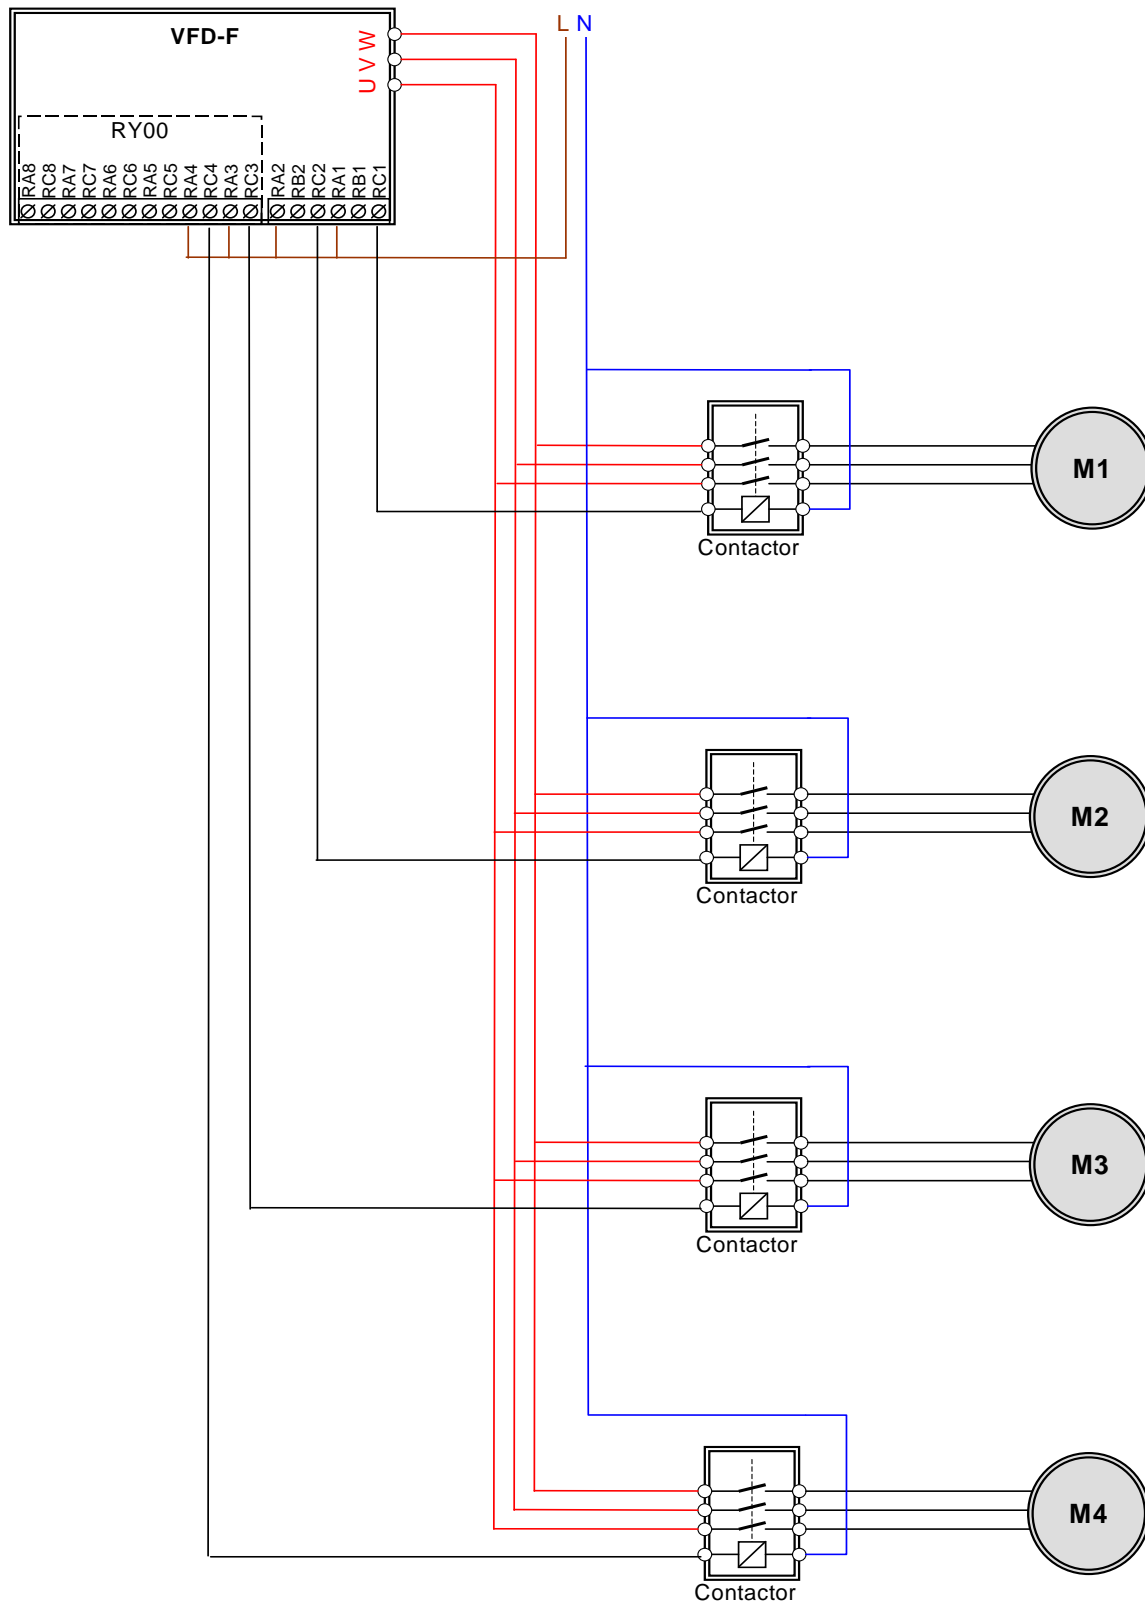 VFD-F
L N
U V W
RY00
RA8 RC8 RA7 RC7 RA6 RC6 RA5 RC5 RA4 RC4 RA3 RC3 RA2 RB2 RC2 RA1 RB1 RC1
M1
Contactor
M2
Contactor
M3
Contactor
M4
Contactor